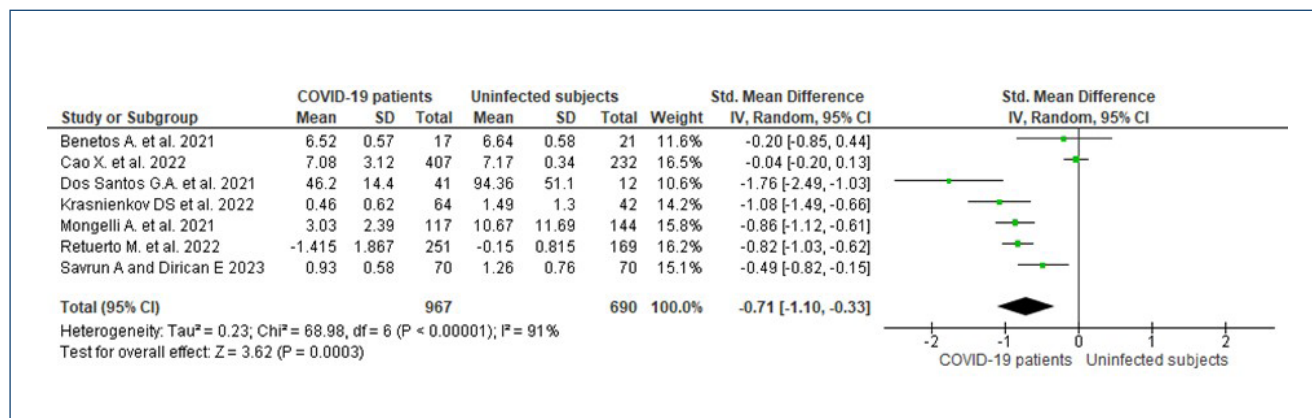 COVID-19 patients Uninfected subjects Std. Mean Difference Std. Mean Difference
Study or Subgroup Mean SD Total Mean SD Total Weight IV, Random, 95% CI IV, Random, 95% CI
Benetos A. et al. 2021 6.52 0.57 17 6.64 0.58 21 11.6% -0.20 [-0.85, 0.44]
Cao X. et al. 2022 7.08 3.12 407 7.17 0.34 232 16.5% -0.04 [-0.20, 0.13]
Dos Santos G.A. et al. 2021 46.2 14.4 41 94.36 51.1 12 10.6% -1.76 [-2.49, -1.03]
Krasnienkov DS et al. 2022 0.46 0.62 64 1.49 1.3 42 14.2% -1.08 [-1.49, -0.66]
Mongelli A. et al. 2021 3.03 2.39 117 10.67 11.69 144 15.8% -0.86 [-1.12, -0.61]
Retuerto M. et al. 2022 -1.415 1.867 251 -0.15 0.815 169 16.2% -0.82 [-1.03, -0.62]
Savrun A and Dirican E 2023 0.93 0.58 70 1.26 0.76 70 15.1% -0.49 [-0.82, -0.15]
Total (95% CI) 967 690 100.0% -0.71 [-1.10, -0.33]
Heterogeneity: Tau² = 0.23; Chi² = 68.98, df = 6 (P < 0.00001); I² = 91%
Test for overall effect: Z = 3.62 (P = 0.0003)
-2 -1 0 1 2
COVID-19 patients Uninfected subjects